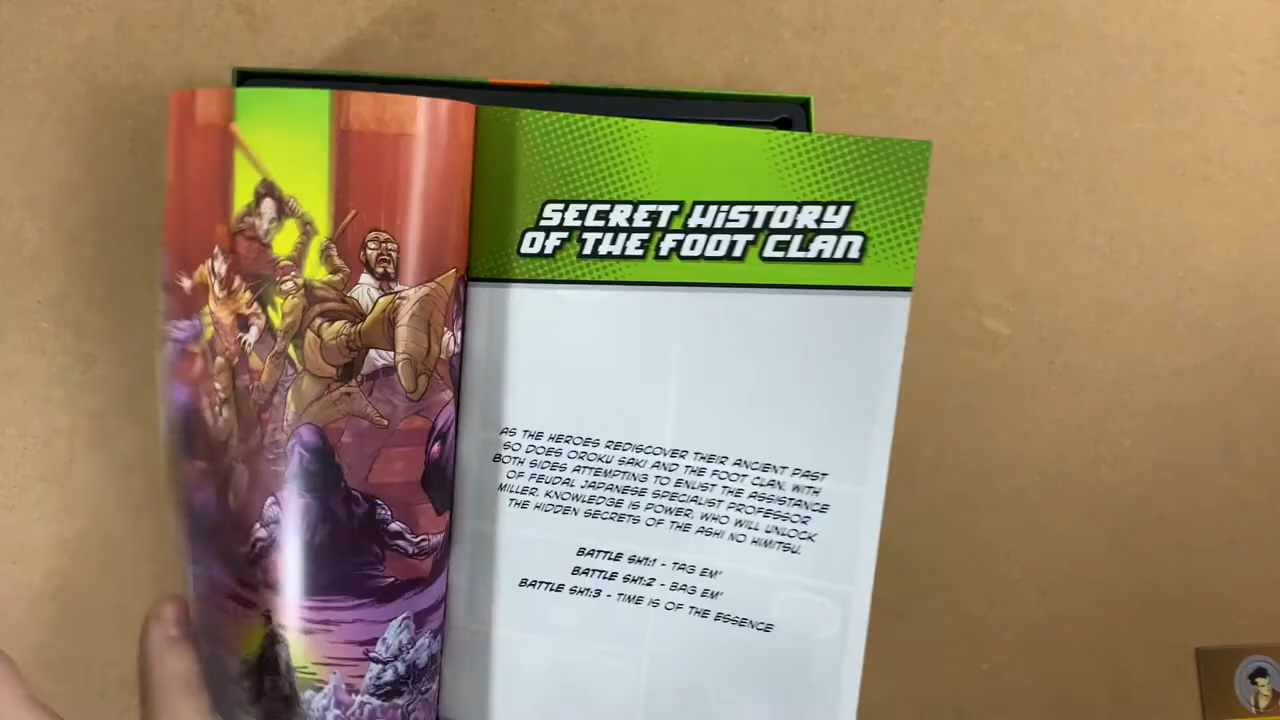 SECRET HISTORY
OF THE FOOT CLAN
AS THE HEROES REDISCOVER THEIR ANCIENT PAST
SO DOES OROKU SAKI AND THE FOOT CLAN. WITH
BOTH SIDES ATTEMPTING TO ENLIST THE ASSISTANCE
OF FEUDAL JAPANESE SPECIALIST PROFESSOR
MILLER. KNOWLEDGE IS POWER, WHO WILL UNLOCK
THE HIDDEN SECRETS OF THE ASHI NO HIMITSU.
BATTLE SH1:1 - TAG EM'
BATTLE SH1:2 - BAG EM'
BATTLE SH1:3 - TIME IS OF THE ESSENCE